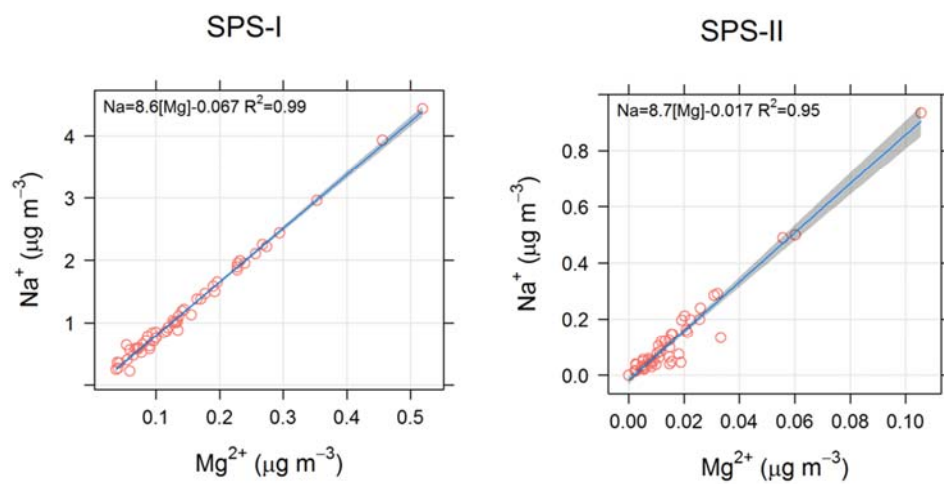 SPS-I
Na=8.6[Mg]-0.067 R²=0.99
4
3
2
1
Na⁺ (μg m⁻³)
0.1 0.2 0.3 0.4 0.5
Mg²⁺ (μg m⁻³)
SPS-II
Na=8.7[Mg]-0.017 R²=0.95
0.8
0.6
0.4
0.2
0.0
Na⁺ (μg m⁻³)
0.00 0.02 0.04 0.06 0.08 0.10
Mg²⁺ (μg m⁻³)